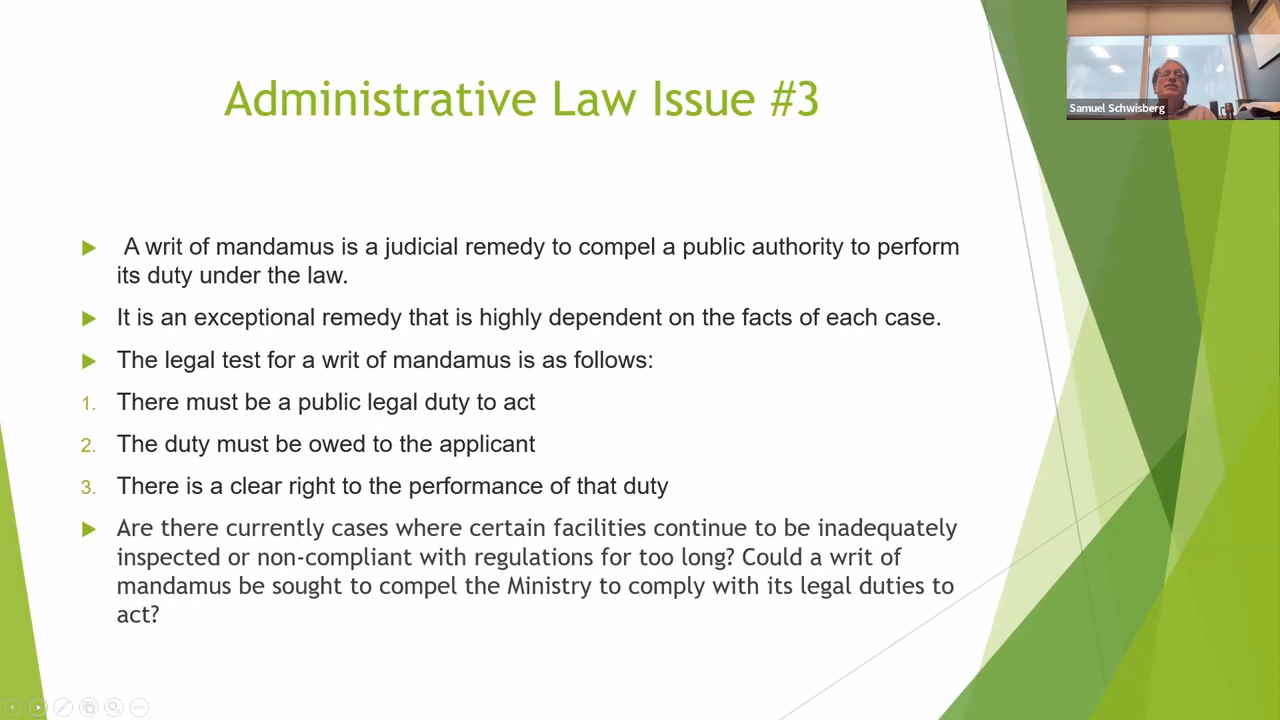 Administrative Law Issue #3
Samuel Schwisberg
A writ of mandamus is a judicial remedy to compel a public authority to perform
its duty under the law.
It is an exceptional remedy that is highly dependent on the facts of each case.
The legal test for a writ of mandamus is as follows:
1. There must be a public legal duty to act
2. The duty must be owed to the applicant
3. There is a clear right to the performance of that duty
Are there currently cases where certain facilities continue to be inadequately
inspected or non-compliant with regulations for too long? Could a writ of
mandamus be sought to compel the Ministry to comply with its legal duties to
act?